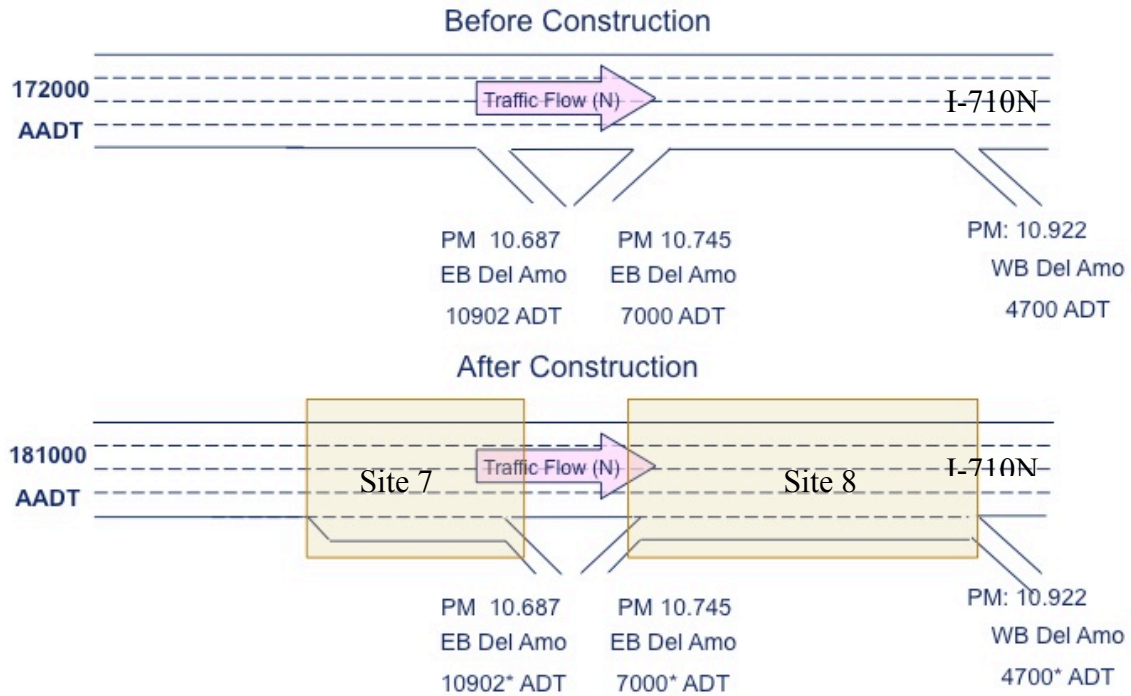 Before Construction
172000
AADT
Traffic Flow (N)
I-710N
PM 10.687
EB Del Amo
10902 ADT
PM 10.745
EB Del Amo
7000 ADT
PM: 10.922
WB Del Amo
4700 ADT
After Construction
181000
AADT
Site 7
Traffic Flow (N)
Site 8
I-710N
PM 10.687
EB Del Amo
10902* ADT
PM 10.745
EB Del Amo
7000* ADT
PM: 10.922
WB Del Amo
4700* ADT